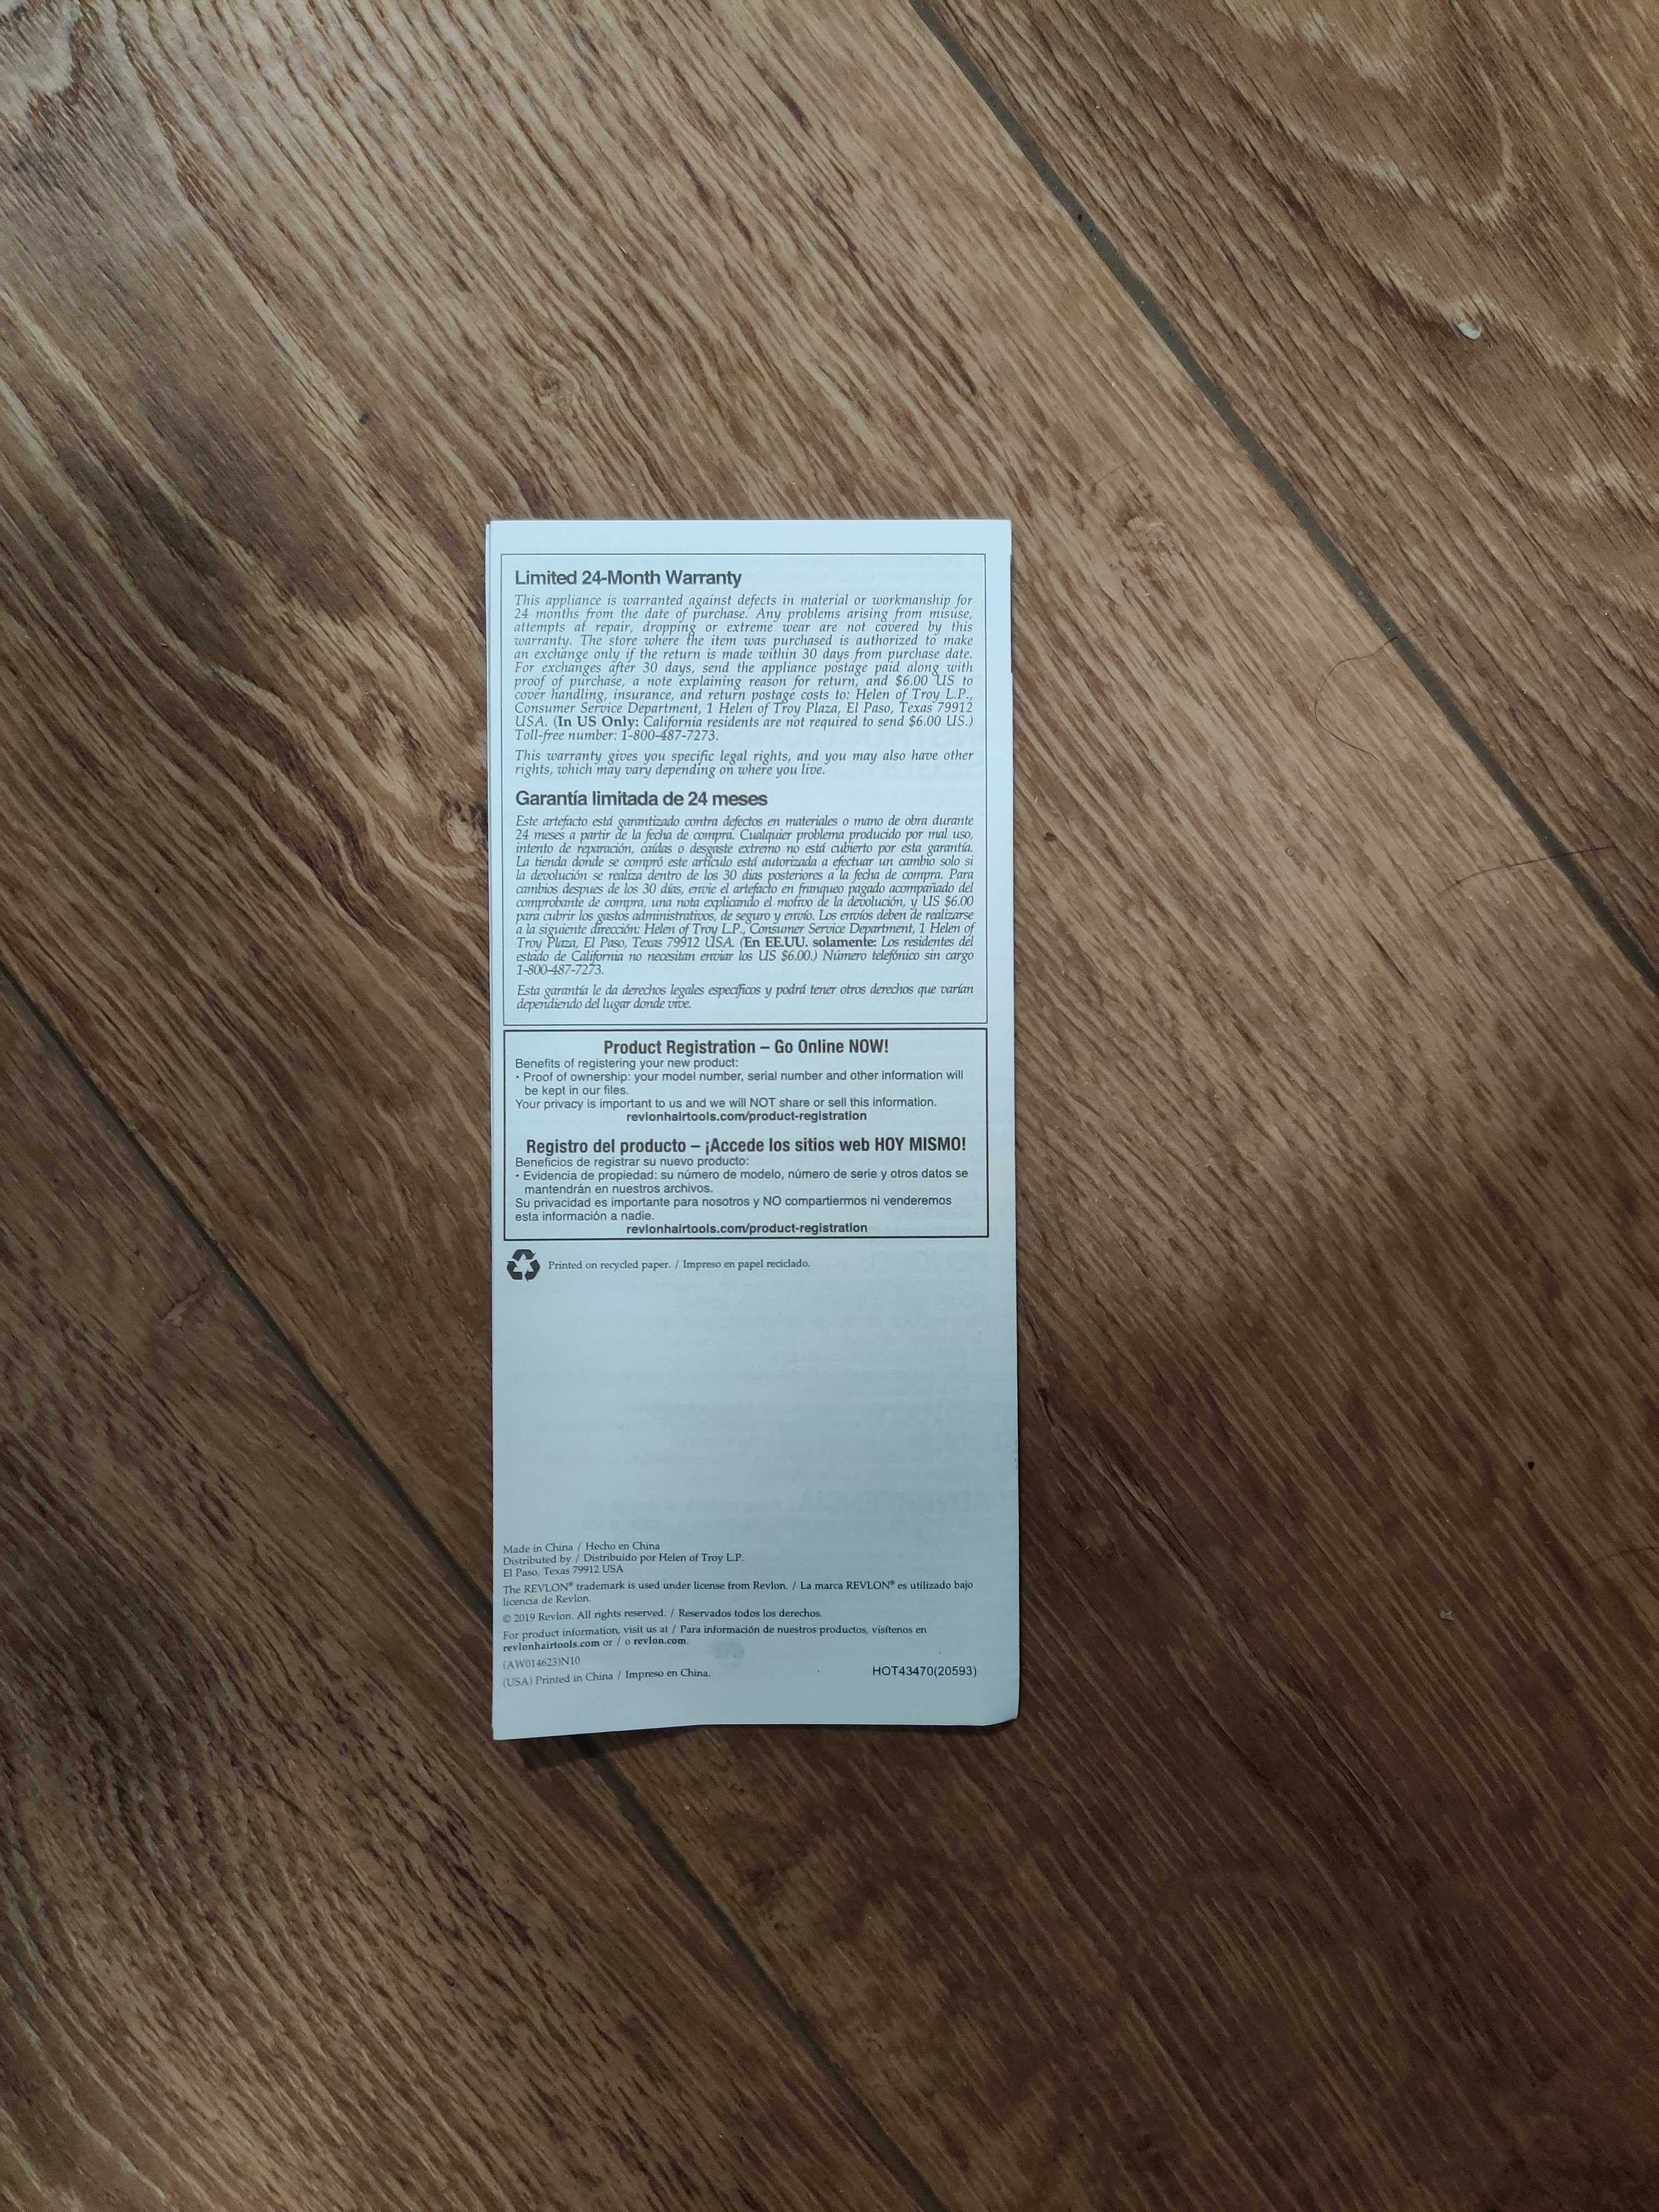 Limited 24-Month Warranty
This appliance is warranted against defects in material or workmanship for
24 months from the date of purchase. Any problems arising from misuse,
attempts at repair, dropping or extreme wear are not covered by this
warranty. The store where the item was purchased is authorized to make
an exchange only if the return is made within 30 days from purchase date.
For exchanges after 30 days, send the appliance postage paid along with
proof of purchase, a note explaining reason for return, and $6.00 US to
cover handling, insurance, and return postage costs to: Helen of Troy L.P.,
Consumer Service Department, 1 Helen of Troy Plaza, El Paso, Texas 79912
USA. (In US Only: California residents are not required to send $6.00 US.)
Toll-free number: 1-800-487-7273.
This warranty gives you specific legal rights, and you may also have other
rights, which may vary depending on where you live.
Garantía limitada de 24 meses
Este artefacto está garantizado contra defectos en materiales o mano de obra durante
24 meses a partir de la fecha de compra. Cualquier problema producido por mal uso,
intento de reparación, caídas o desgaste extremo no está cubierto por esta garantía.
La tienda donde se compró este artículo está autorizada a efectuar un cambio solo si
la devolución se realiza dentro de los 30 dias posteriores a la fecha de compra. Para
cambios despues de los 30 días, envie el artefacto en franqueo pagado acompañado del
comprobante de compra, una nota explicando el motivo de la devolución, y US $6.00
para cubrir los gastos administrativos, de seguro y envío. Los envíos deben de realizarse
a la siguiente dirección: Helen of Troy L.P., Consumer Service Department, 1 Helen of
Troy Plaza, El Paso, Texas 79912 USA. (En EE.UU. solamente: Los residentes del
estado de California no necesitan enviar los US $6.00.) Número telefónico sin cargo
1-800-487-7273.
Esta garantía le da derechos legales específicos y podrá tener otros derechos que varían
dependiendo del lugar donde vive.
Product Registration – Go Online NOW!
Benefits of registering your new product:
• Proof of ownership: your model number, serial number and other information will
be kept in our files.
Your privacy is important to us and we will NOT share or sell this information.
revlonhairtools.com/product-registration
Registro del producto – ¡Accede los sitios web HOY MISMO!
Beneficios de registrar su nuevo producto:
• Evidencia de propiedad: su número de modelo, número de serie y otros datos se
mantendrán en nuestros archivos.
Su privacidad es importante para nosotros y NO compartiermos ni venderemos
esta información a nadie.
revlonhairtools.com/product-registration
Printed on recycled paper. / Impreso en papel reciclado.
Made in China / Hecho en China
Distributed by / Distribuido por Helen of Troy L.P.
El Paso, Texas 79912 USA
The REVLON® trademark is used under license from Revlon. / La marca REVLON® es utilizado bajo
licencia de Revlon.
© 2019 Revlon. All rights reserved. / Reservados todos los derechos.
For product information, visit us at / Para información de nuestros productos, visítenos en
revlonhairtools.com or / o revlon.com.
(AW014623)N10
(USA) Printed in China / Impreso en China.
HOT43470(20593)